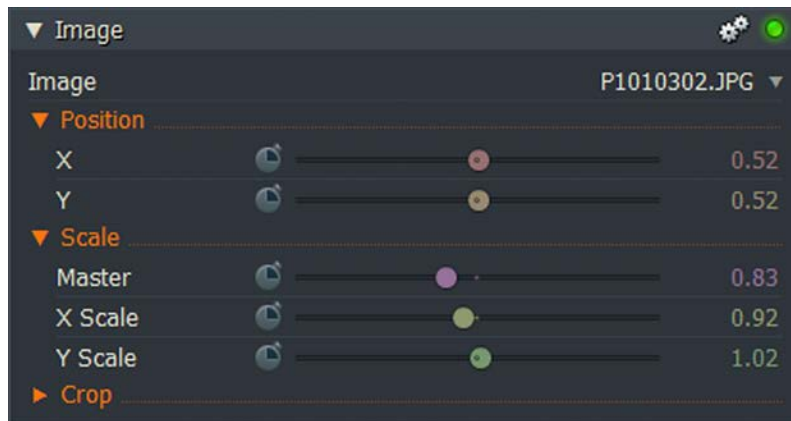 Image
Image P1010302.JPG
Position
X 0.52
Y 0.52
Scale
Master 0.83
X Scale 0.92
Y Scale 1.02
Crop